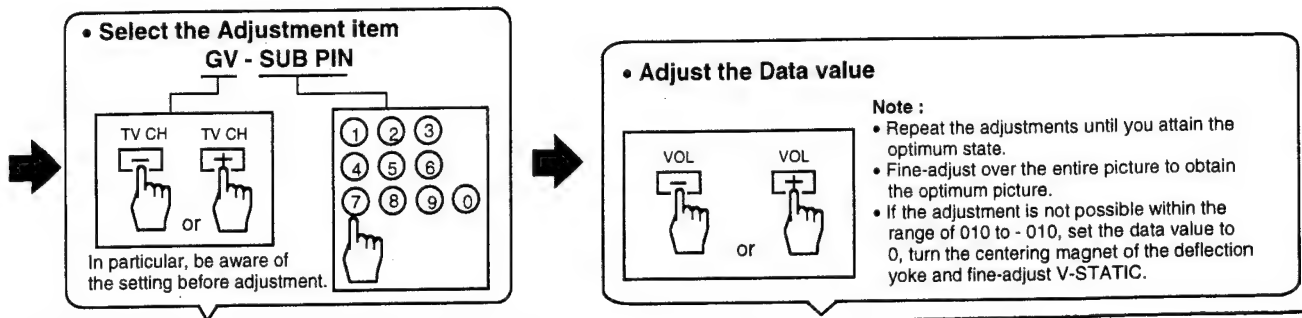 • Select the Adjustment item
GV - SUB PIN
TV CH TV CH
- +
or
1 2 3
4 5 6
7 8 9 0
In particular, be aware of
the setting before adjustment.
• Adjust the Data value
VOL VOL
- +
or
Note :
• Repeat the adjustments until you attain the
optimum state.
• Fine-adjust over the entire picture to obtain
the optimum picture.
• If the adjustment is not possible within the
range of 010 to - 010, set the data value to
0, turn the centering magnet of the deflection
yoke and fine-adjust V-STATIC.